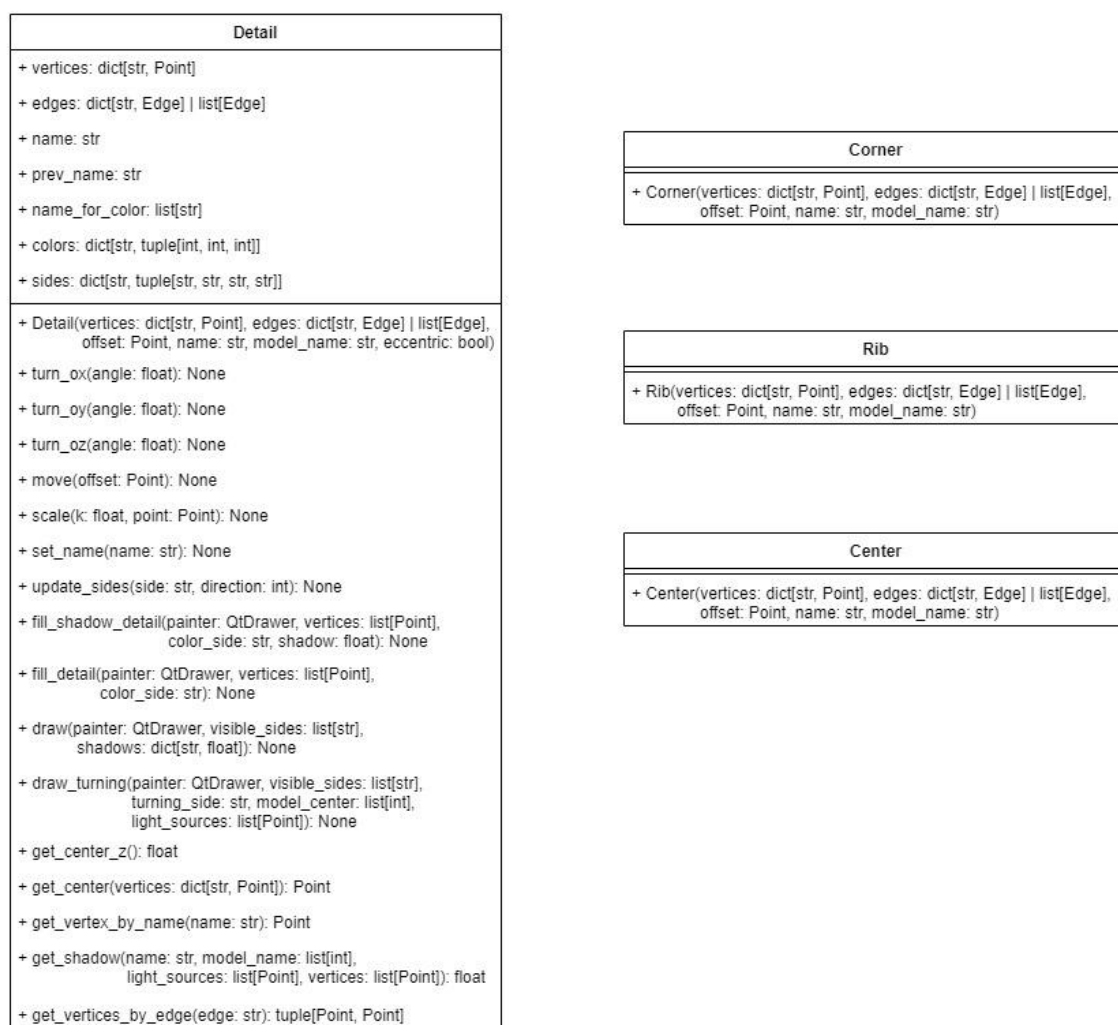 Detail
+ vertices: dict[str, Point]
+ edges: dict[str, Edge] | list[Edge]
+ name: str
+ prev_name: str
+ name_for_color: list[str]
+ colors: dict[str, tuple[int, int, int]]
+ sides: dict[str, tuple[str, str, str, str]]
+ Detail(vertices: dict[str, Point], edges: dict[str, Edge] | list[Edge],
offset: Point, name: str, model_name: str, eccentric: bool)
+ turn_ox(angle: float): None
+ turn_oy(angle: float): None
+ turn_oz(angle: float): None
+ move(offset: Point): None
+ scale(k: float, point: Point): None
+ set_name(name: str): None
+ update_sides(side: str, direction: int): None
+ fill_shadow_detail(painter: QtDrawer, vertices: list[Point],
color_side: str, shadow: float): None
+ fill_detail(painter: QtDrawer, vertices: list[Point],
color_side: str): None
+ draw(painter: QtDrawer, visible_sides: list[str],
shadows: dict[str, float]): None
+ draw_turning(painter: QtDrawer, visible_sides: list[str],
turning_side: str, model_center: list[int],
light_sources: list[Point]): None
+ get_center_z(): float
+ get_center(vertices: dict[str, Point]): Point
+ get_vertex_by_name(name: str): Point
+ get_shadow(name: str, model_name: list[int],
light_sources: list[Point], vertices: list[Point]): float
+ get_vertices_by_edge(edge: str): tuple[Point, Point]
Corner
+ Corner(vertices: dict[str, Point], edges: dict[str, Edge] | list[Edge],
offset: Point, name: str, model_name: str)
Rib
+ Rib(vertices: dict[str, Point], edges: dict[str, Edge] | list[Edge],
offset: Point, name: str, model_name: str)
Center
+ Center(vertices: dict[str, Point], edges: dict[str, Edge] | list[Edge],
offset: Point, name: str, model_name: str)